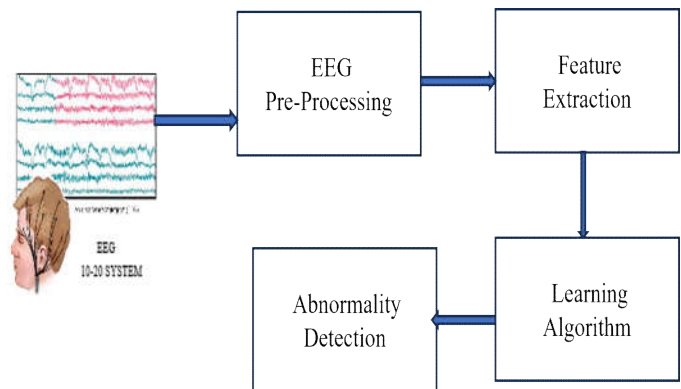 EEG
Pre-Processing
Feature
Extraction
EEG
10-20 SYSTEM
Abnormality
Detection
Learning
Algorithm